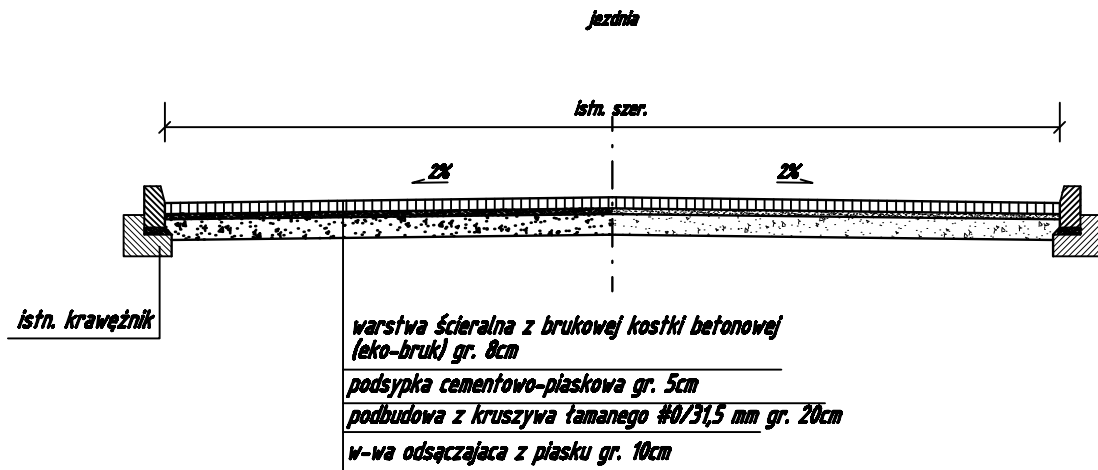 jezdnia
istn. szer.
2% 2%
istn. krawężnik
warstwa ścieralna z brukowej kostki betonowej
(eko-bruk) gr. 8cm
podsypka cementowo-piaskowa gr. 5cm
podbudowa z kruszywa łamanego #0/31,5 mm gr. 20cm
w-wa odsączajaca z piasku gr. 10cm